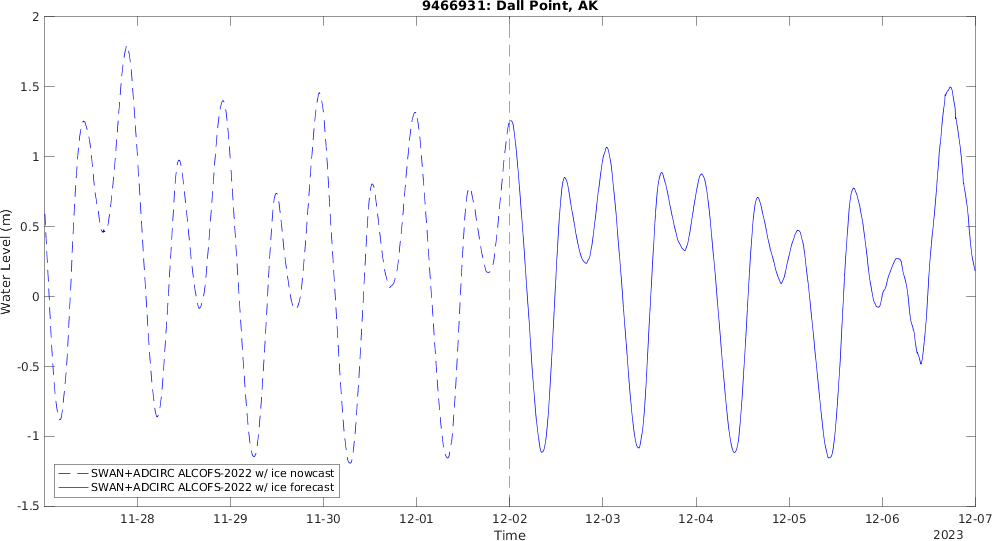 9466931: Dall Point, AK
2
1.5
1
0.5
0
-0.5
-1
-1.5
Water Level (m)
SWAN+ADCIRC ALCOFS-2022 w/ ice nowcast
SWAN+ADCIRC ALCOFS-2022 w/ ice forecast
11-28 11-29 11-30 12-01 12-02 12-03 12-04 12-05 12-06 12-07
Time
2023